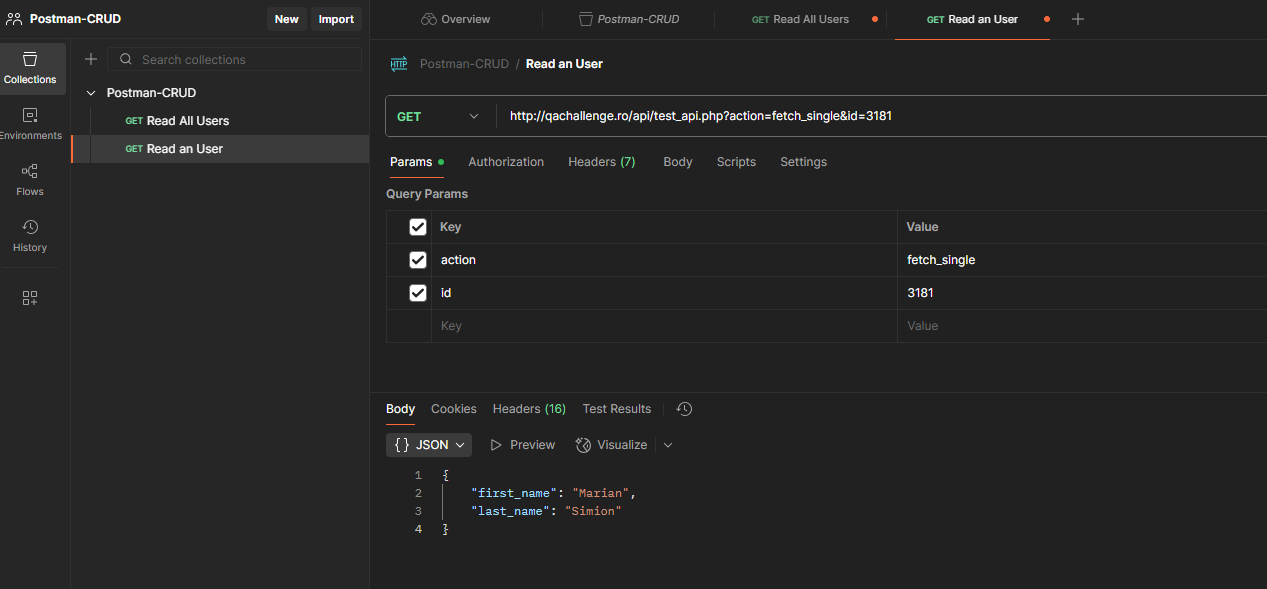 Postman-CRUD
New
Import
Overview
Postman-CRUD
GET Read All Users
GET Read an User
Collections
Environments
Flows
History
Search collections
Postman-CRUD
GET Read All Users
GET Read an User
HTTP Postman-CRUD / Read an User
GET http://qachallenge.ro/api/test_api.php?action=fetch_single&id=3181
Params Authorization Headers (7) Body Scripts Settings
Query Params
Key Value
action fetch_single
id 3181
Key Value
Body Cookies Headers (16) Test Results
{} JSON Preview Visualize
1 {
2 "first_name": "Marian",
3 "last_name": "Simion"
4 }